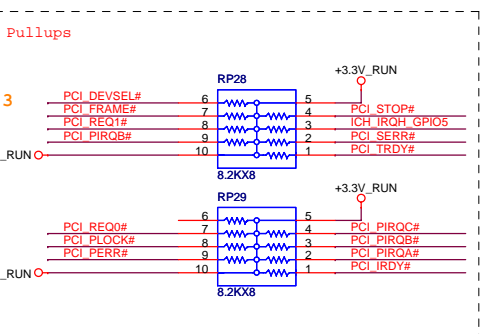 Pullups
+3.3V_RUN
RP28
3
PCI_DEVSEL# 6 5
PCI_FRAME# 7 4 PCI_STOP#
PCI_REQ1# 8 3 ICH_IRQH_GPIO5
PCI_PIRQB# 9 2 PCI_SERR#
_RUN 10 1 PCI_TRDY#
8.2KX8
+3.3V_RUN
RP29
6 5
PCI_REQ0# 7 4 PCI_PIRQC#
PCI_PLOCK# 8 3 PCI_PIRQB#
PCI_PERR# 9 2 PCI_PIRQA#
_RUN 10 1 PCI_IRDY#
8.2KX8